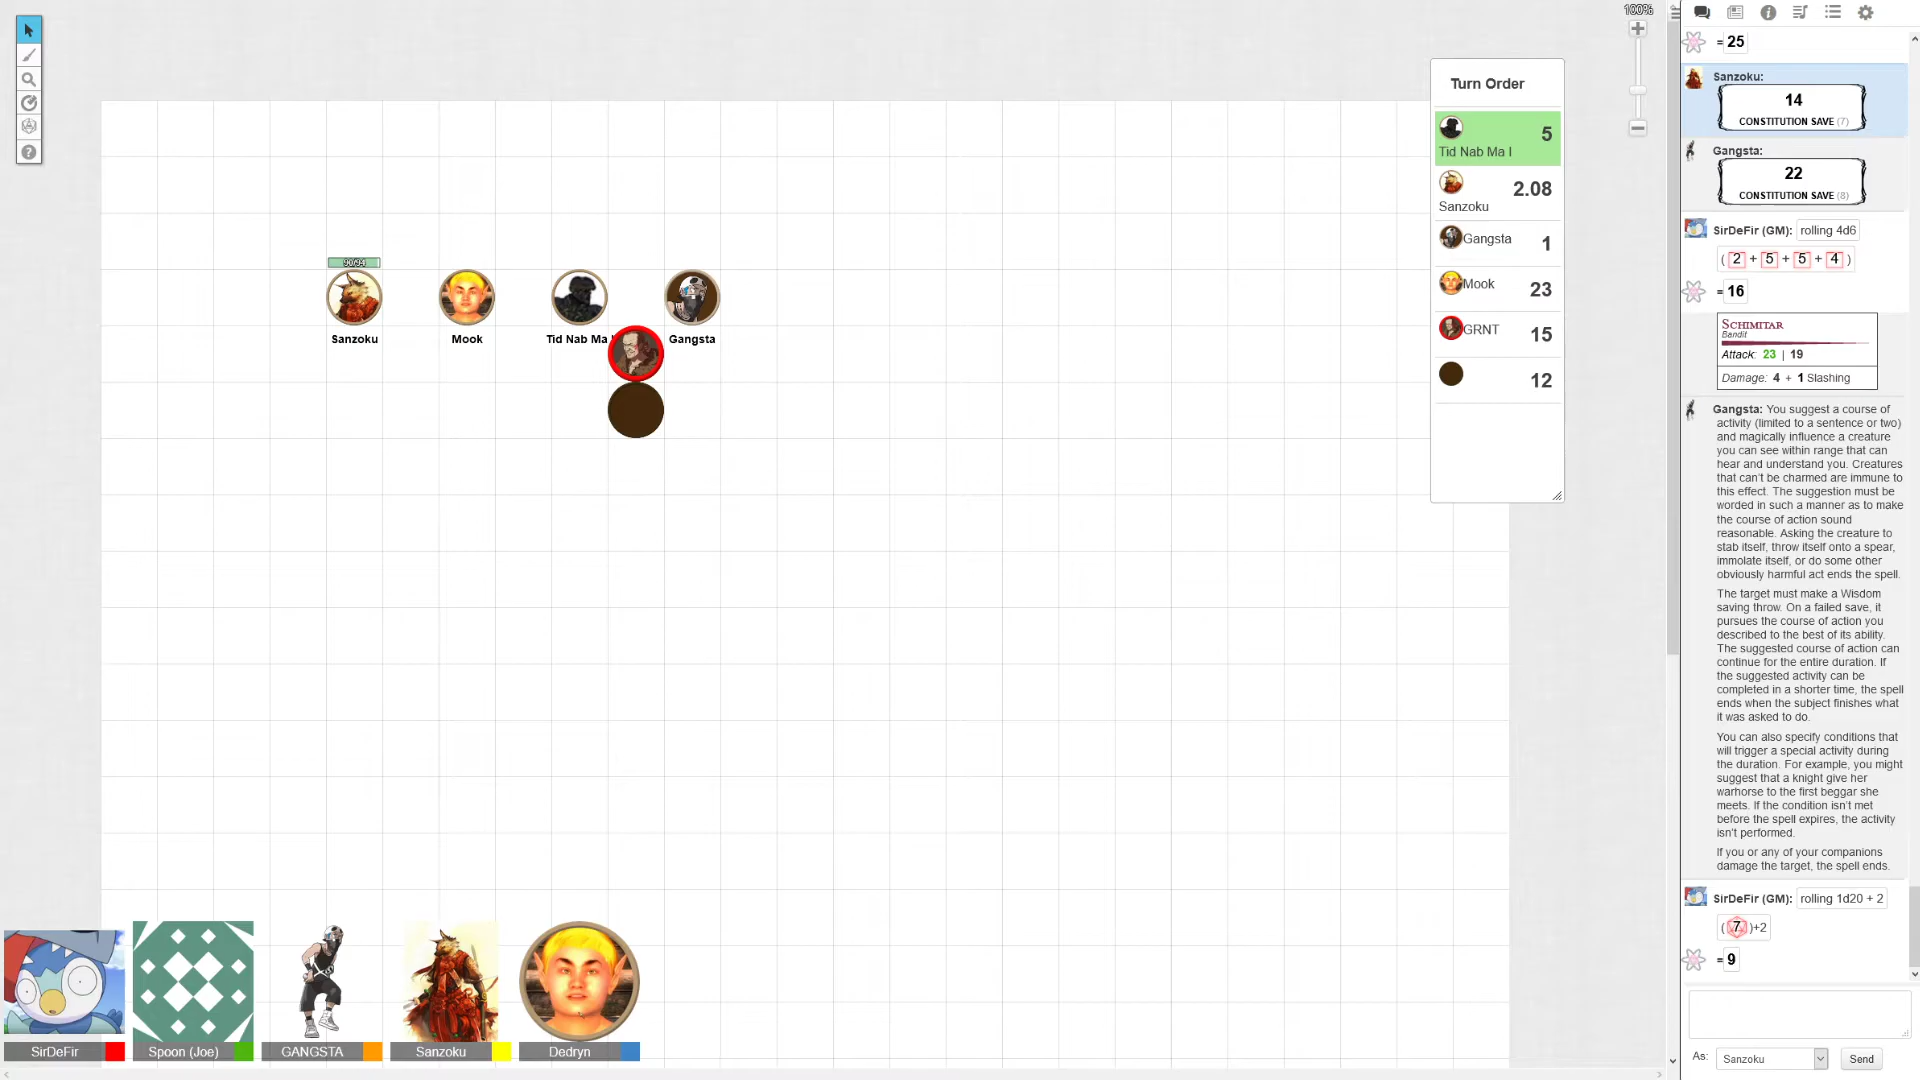 100%
= 25
Sanzoku:
14
CONSTITUTION SAVE (7)
Gangsta:
22
CONSTITUTION SAVE (8)
SirDeFir (GM): rolling 4d6
( 2 + 5 + 5 + 4 )
= 16
SCHIMITAR
Bandit
Attack: 23 | 19
Damage: 4 + 1 Slashing
Gangsta: You suggest a course of
activity (limited to a sentence or two)
and magically influence a creature
you can see within range that can
hear and understand you. Creatures
that can't be charmed are immune to
this effect. The suggestion must be
worded in such a manner as to make
the course of action sound
reasonable. Asking the creature to
stab itself, throw itself onto a spear,
immolate itself, or do some other
obviously harmful act ends the spell.
The target must make a Wisdom
saving throw. On a failed save, it
pursues the course of action you
described to the best of its ability.
The suggested course of action can
continue for the entire duration. If
the suggested activity can be
completed in a shorter time, the spell
ends when the subject finishes what
it was asked to do.
You can also specify conditions that
will trigger a special activity during
the duration. For example, you might
suggest that a knight give her
warhorse to the first beggar she
meets. If the condition isn't met
before the spell expires, the activity
isn't performed.
If you or any of your companions
damage the target, the spell ends.
SirDeFir (GM): rolling 1d20 + 2
( 7 )+2
= 9
As: Sanzoku Send
Turn Order
5
Tid Nab Ma I
2.08
Sanzoku
Gangsta 1
Mook 23
GRNT 15
12
90/94
Sanzoku
Mook
Tid Nab Ma
Gangsta
SirDeFir
Spoon (Joe)
GANGSTA
Sanzoku
Dedryn